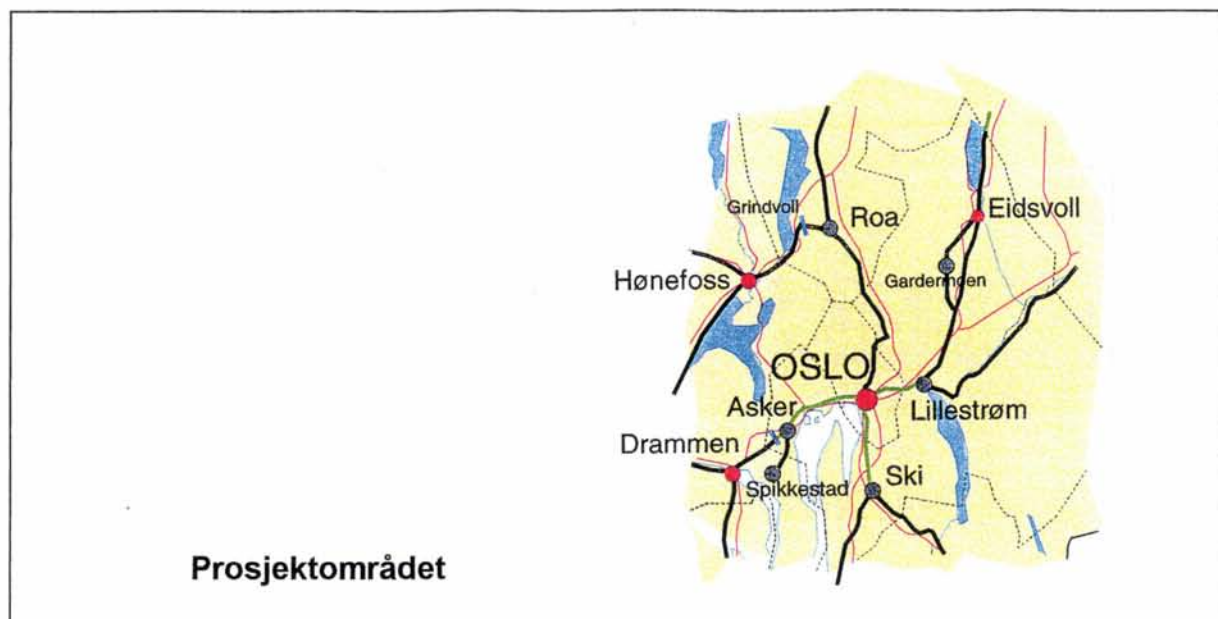 Grindvoll
Roa
Eidsvoll
Hønefoss
Gardermoen
OSLO
Asker
Lillestrøm
Drammen
Spikkestad
Ski
Prosjektområdet